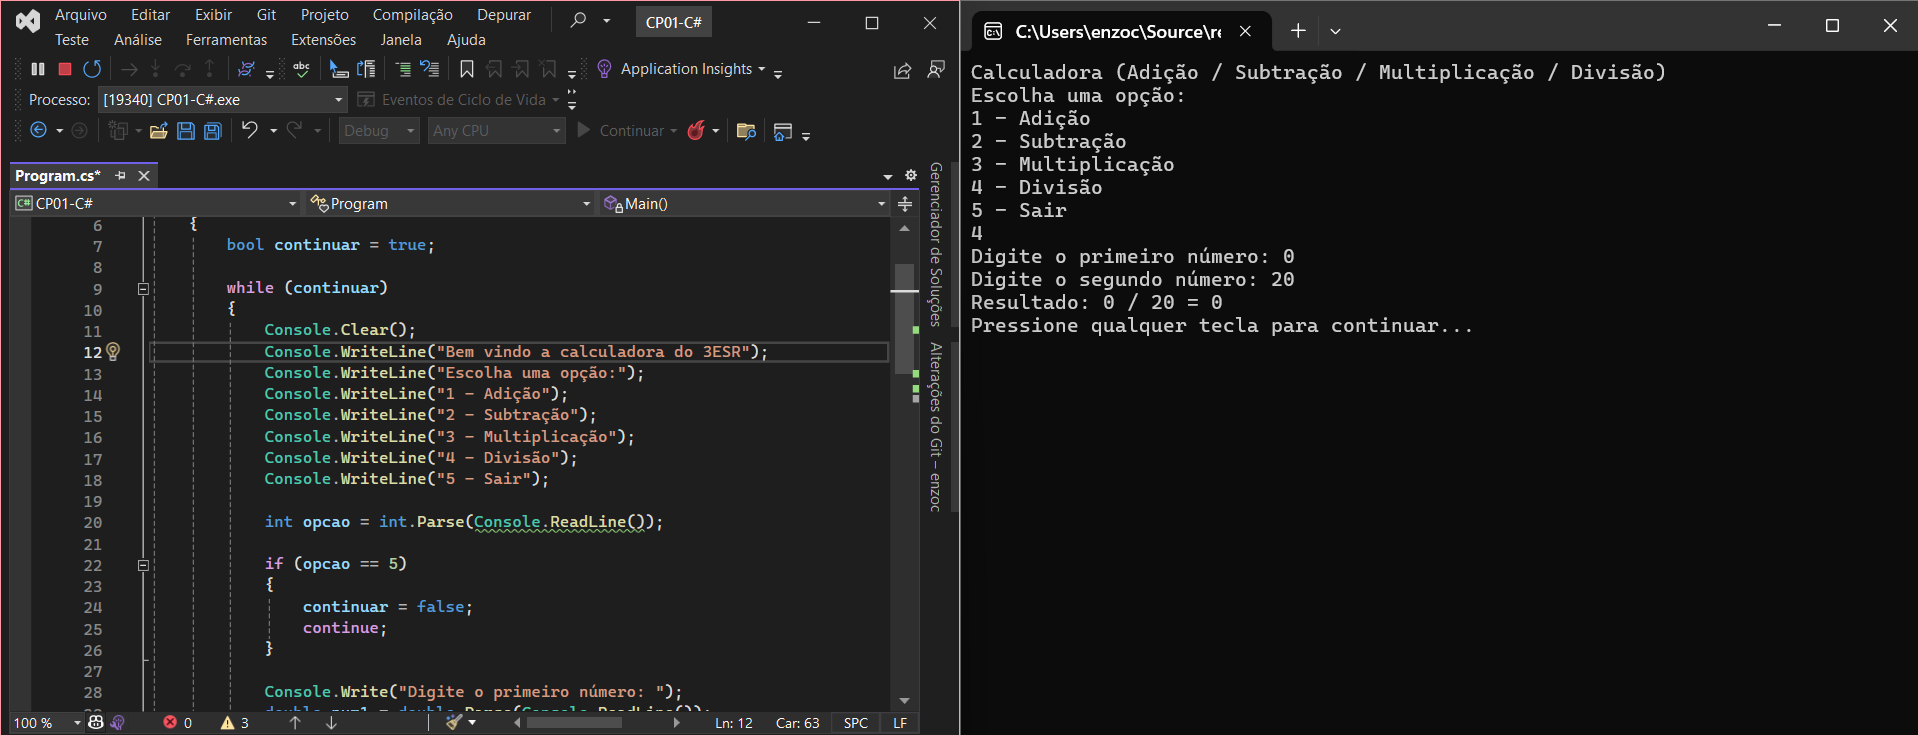 Arquivo Editar Exibir Git Projeto Compilação Depurar
CP01-C#
Teste Análise Ferramentas Extensões Janela Ajuda
Application Insights
Processo: [19340] CP01-C#.exe Eventos de Ciclo de Vida
Debug Any CPU Continuar
Program.cs*
CP01-C# Program Main()
6 {
7 bool continuar = true;
8
9 while (continuar)
10 {
11 Console.Clear();
12 Console.WriteLine("Bem vindo a calculadora do 3ESR");
13 Console.WriteLine("Escolha uma opção:");
14 Console.WriteLine("1 - Adição");
15 Console.WriteLine("2 - Subtração");
16 Console.WriteLine("3 - Multiplicação");
17 Console.WriteLine("4 - Divisão");
18 Console.WriteLine("5 - Sair");
19
20 int opcao = int.Parse(Console.ReadLine());
21
22 if (opcao == 5)
23 {
24 continuar = false;
25 continue;
26 }
27
28 Console.Write("Digite o primeiro número: ");
100 % 0 3 Ln: 12 Car: 63 SPC LF
Gerenciador de Soluções
Alterações do Git – enzoc
C:\Users\enzoc\Source\re
Calculadora (Adição / Subtração / Multiplicação / Divisão)
Escolha uma opção:
1 - Adição
2 - Subtração
3 - Multiplicação
4 - Divisão
5 - Sair
4
Digite o primeiro número: 0
Digite o segundo número: 20
Resultado: 0 / 20 = 0
Pressione qualquer tecla para continuar...